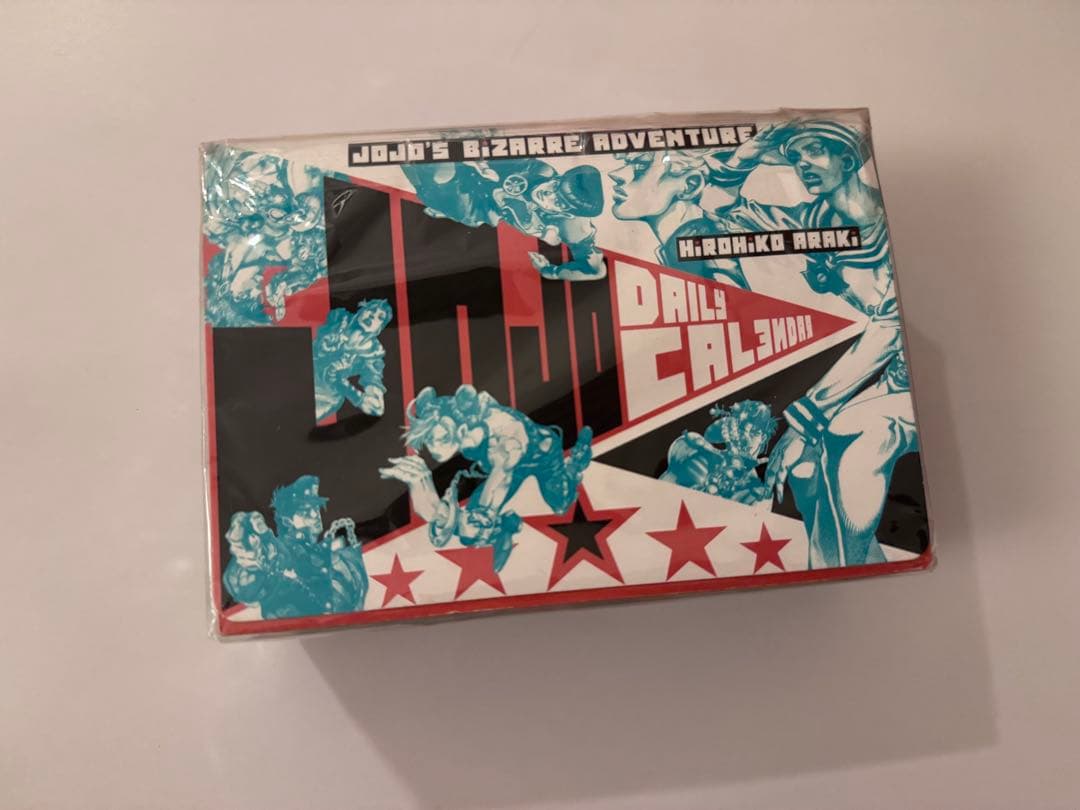 JOJO'S BIZARRE ADVENTURE
HIROHIKO ARAKI
JOJO
DAILY
CALENDAR